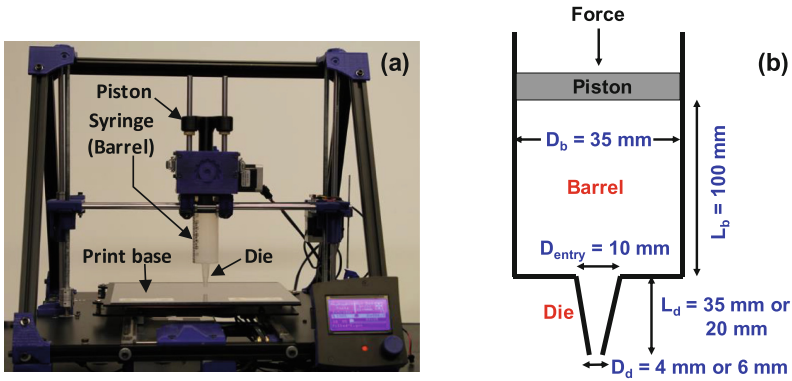 (a)
Piston
Syringe
(Barrel)
Print base
Die
Force
(b)
Piston
D_b = 35 mm
Barrel
L_b = 100 mm
D_entry = 10 mm
Die
L_d = 35 mm or
20 mm
D_d = 4 mm or 6 mm